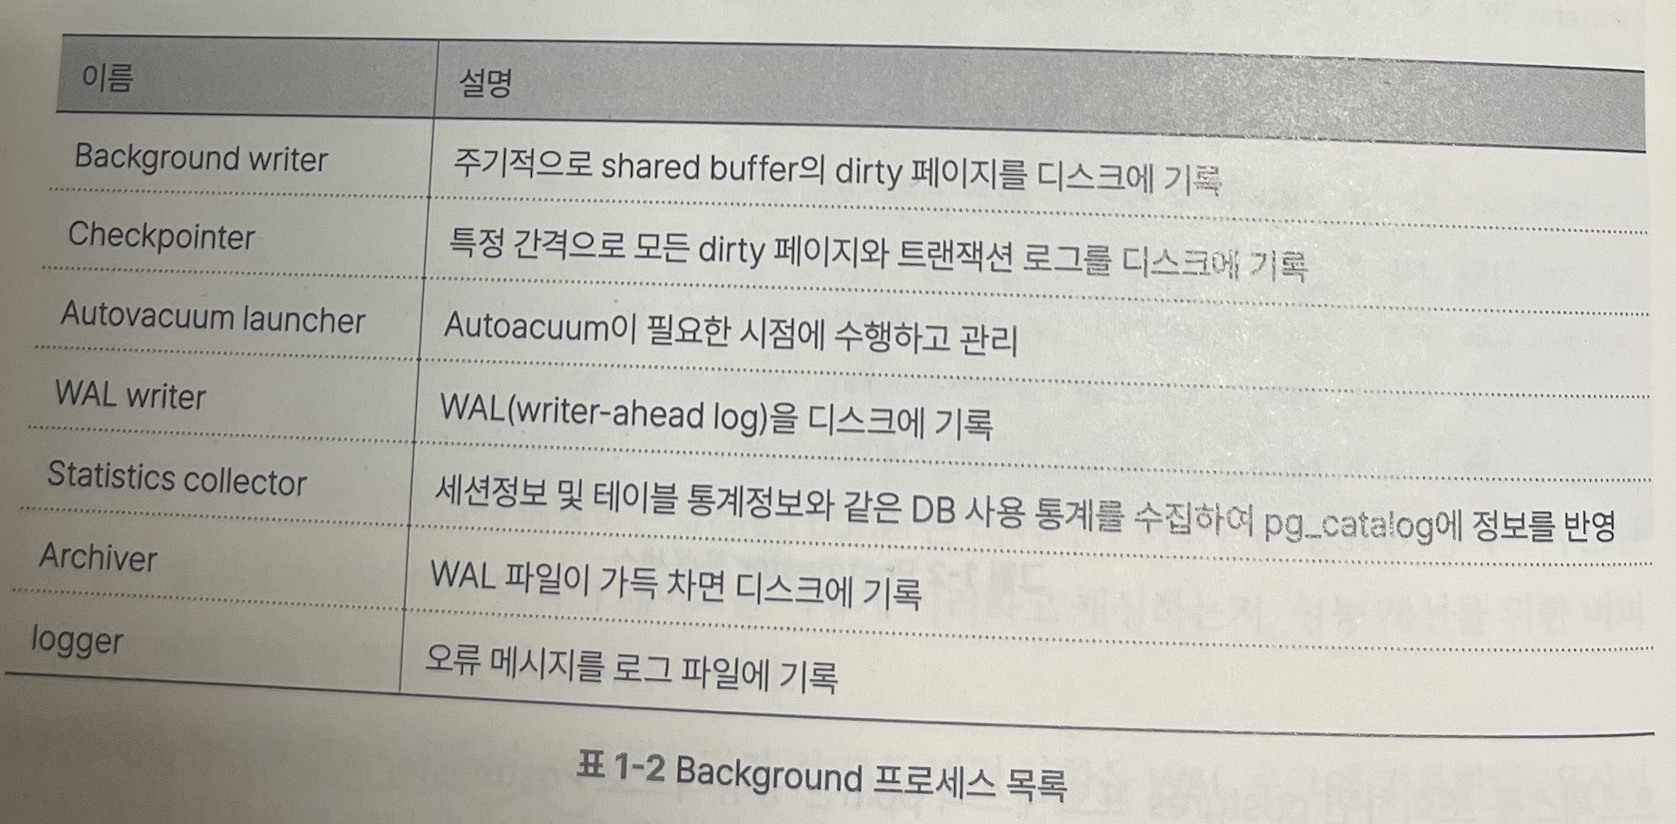 이름 설명
Background writer 주기적으로 shared buffer의 dirty 페이지를 디스크에 기록
Checkpointer 특정 간격으로 모든 dirty 페이지와 트랜잭션 로그를 디스크에 기록
Autovacuum launcher Autoacuum이 필요한 시점에 수행하고 관리
WAL writer WAL(writer-ahead log)을 디스크에 기록
Statistics collector 세션정보 및 테이블 통계정보와 같은 DB 사용 통계를 수집하여 pg_catalog에 정보를 반영
Archiver WAL 파일이 가득 차면 디스크에 기록
logger 오류 메시지를 로그 파일에 기록
표 1-2 Background 프로세스 목록